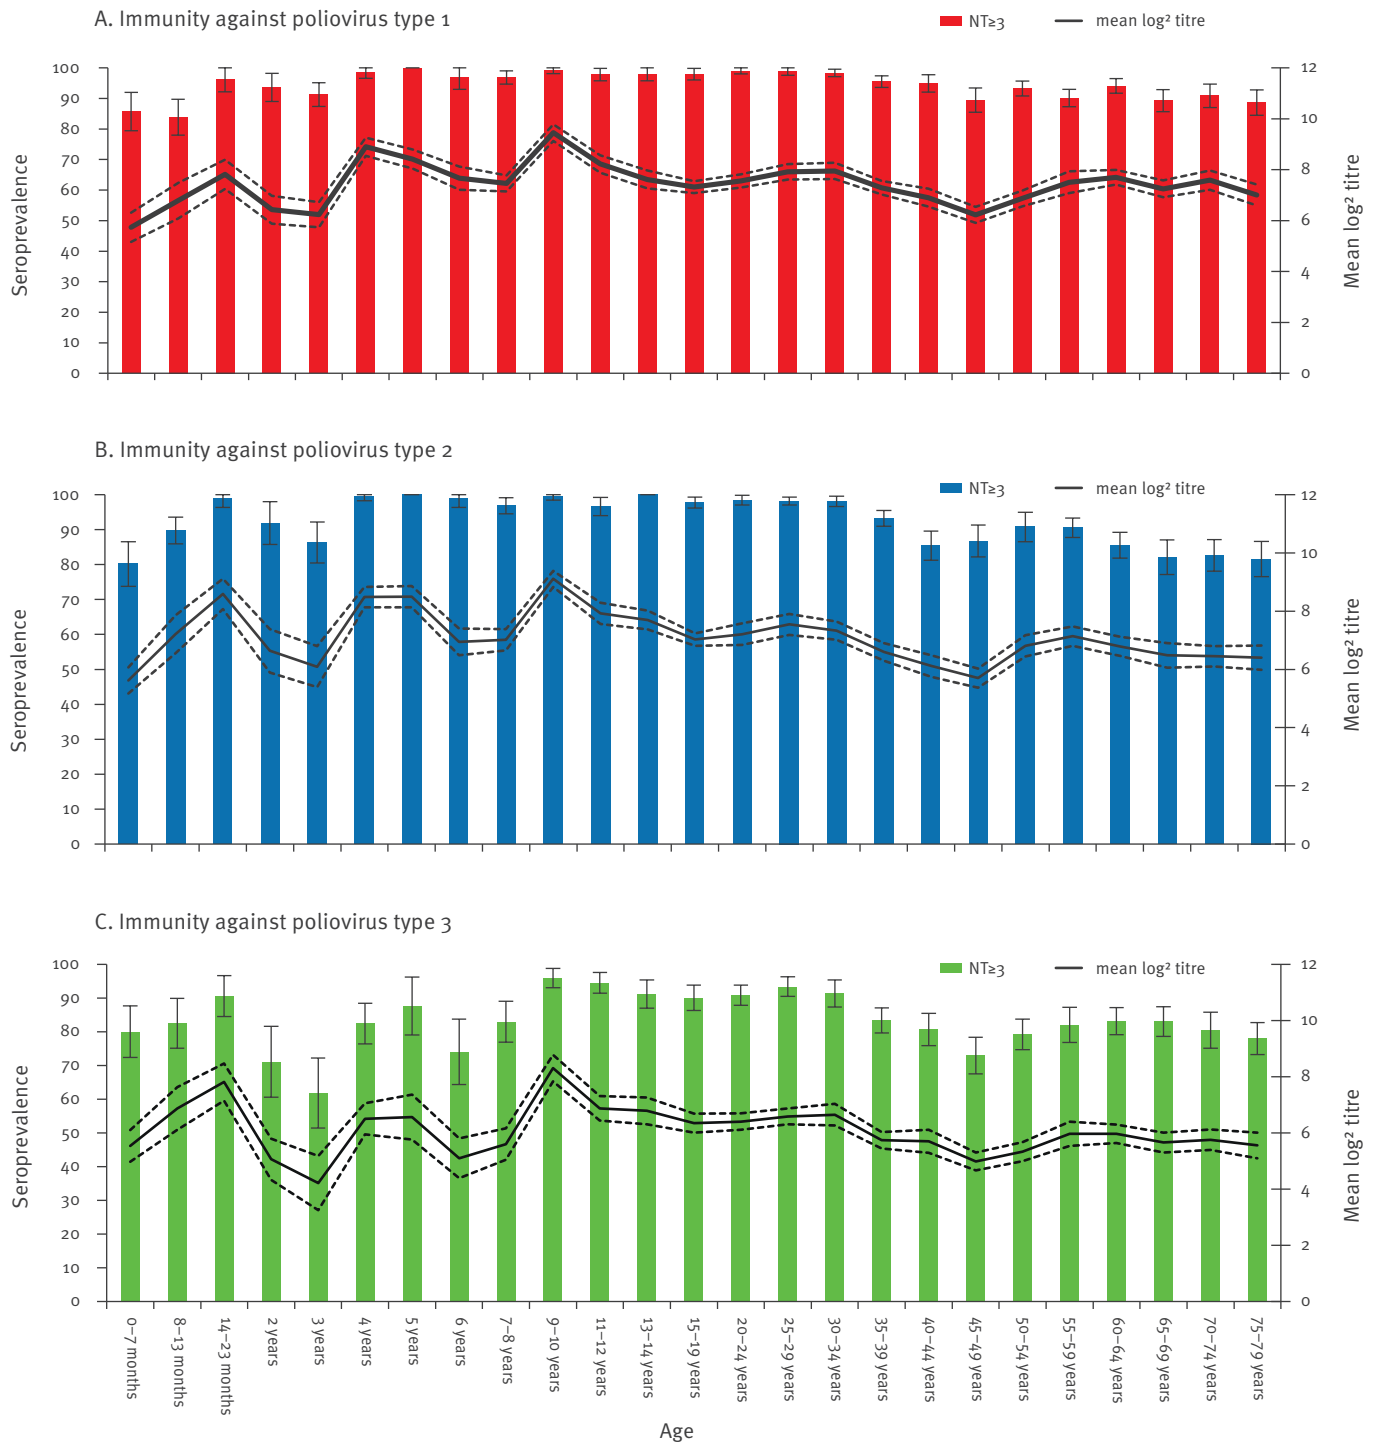 A. Immunity against poliovirus type 1
NT≥3
mean log² titre
100
90
80
70
60
50
40
30
20
10
0
Seroprevalence
12
10
8
6
4
2
0
Mean log² titre
B. Immunity against poliovirus type 2
NT≥3
mean log² titre
100
90
80
70
60
50
40
30
20
10
0
Seroprevalence
12
10
8
6
4
2
0
Mean log² titre
C. Immunity against poliovirus type 3
NT≥3
mean log² titre
100
90
80
70
60
50
40
30
20
10
0
Seroprevalence
12
10
8
6
4
2
0
Mean log² titre
0–7 months
8–13 months
14–23 months
2 years
3 years
4 years
5 years
6 years
7–8 years
9–10 years
11–12 years
13–14 years
15–19 years
20–24 years
25–29 years
30–34 years
35–39 years
40–44 years
45–49 years
50–54 years
55–59 years
60–64 years
65–69 years
70–74 years
75–79 years
Age